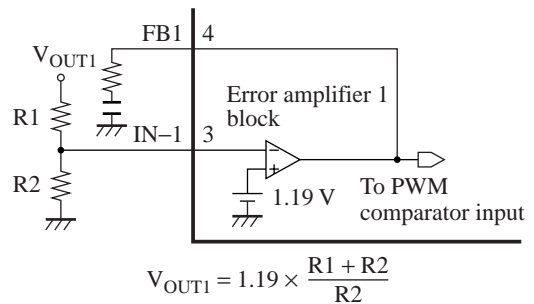 FB1 4
VOUT1
Error amplifier 1
block
R1
IN–1 3
R2
1.19 V
To PWM
comparator input
VOUT1 = 1.19 × (R1 + R2) / R2